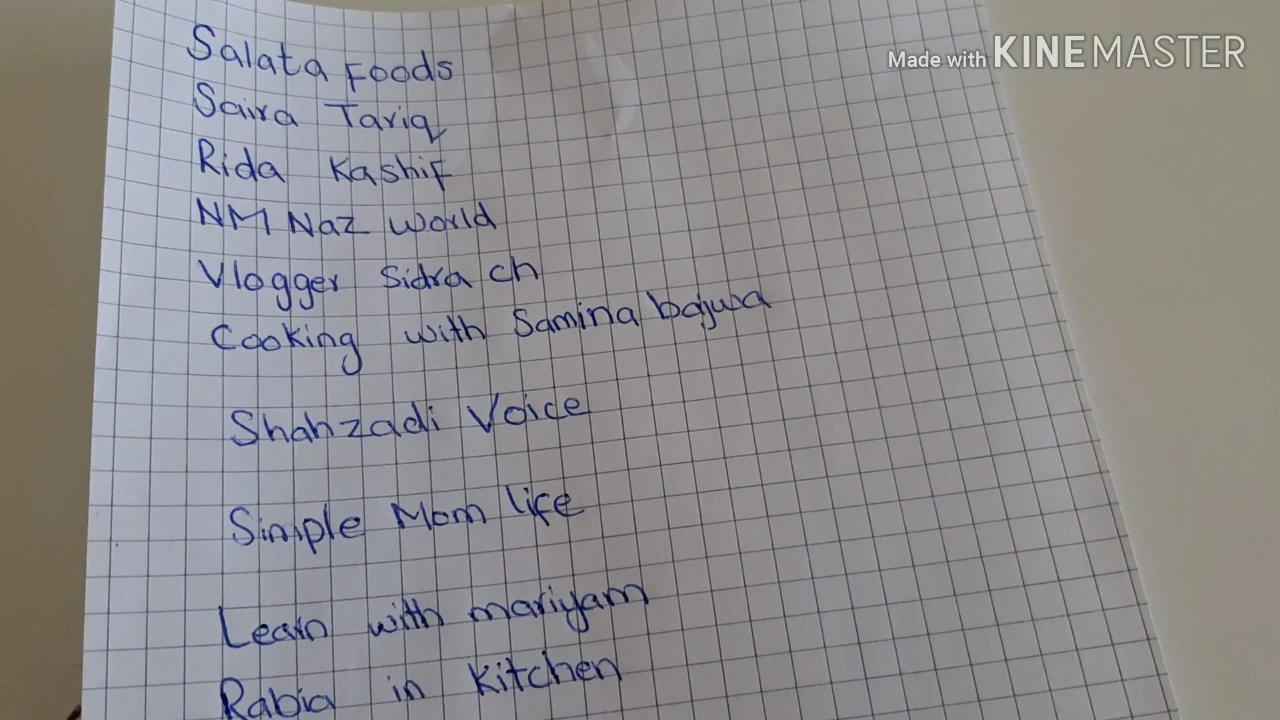 Made with KINEMASTER
Salata Foods
Saira Tariq
Rida Kashif
NM Naz world
Vlogger Sidra ch
Cooking with Samina bajwa
Shahzadi Voice
Simple Mom life
Learn with mariyam
Rabia in Kitchen